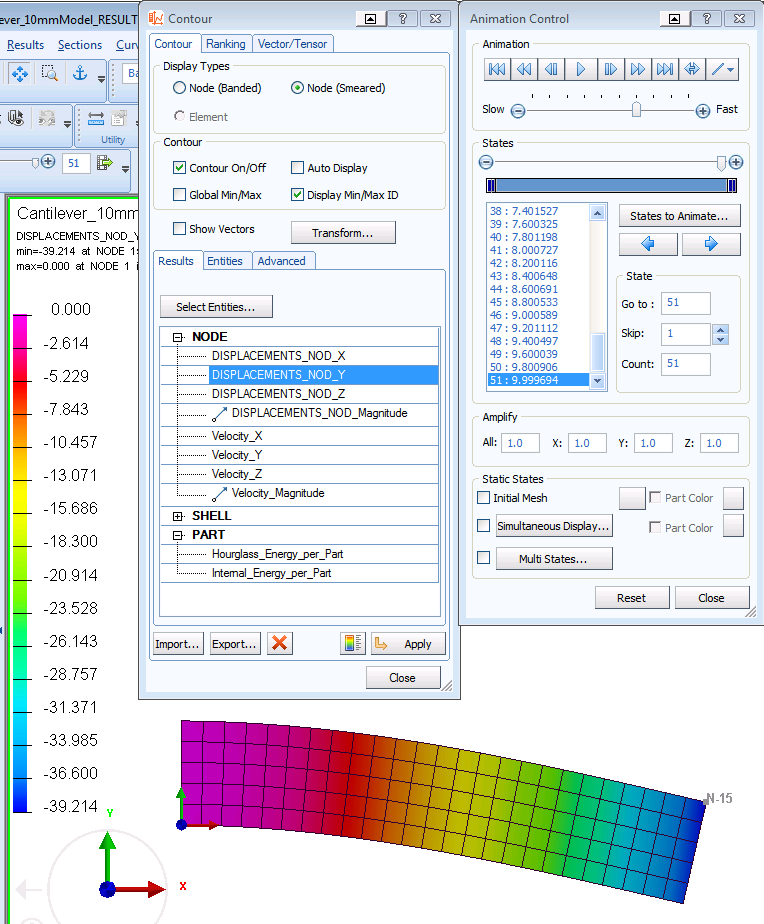 ever_10mmModel_RESULT
Results Sections Cur
Ba
Utility
51
Cantilever_10mm
DISPLACEMENTS_NOD_Y
min=-39.214 at NODE 1
max=0.000 at NODE 1 i
0.000
-2.614
-5.229
-7.843
-10.457
-13.071
-15.686
-18.300
-20.914
-23.528
-26.143
-28.757
-31.371
-33.985
-36.600
-39.214
Contour
Contour Ranking Vector/Tensor
Display Types
Node (Banded) Node (Smeared)
Element
Contour
Contour On/Off Auto Display
Global Min/Max Display Min/Max ID
Show Vectors Transform...
Results Entities Advanced
Select Entities...
NODE
DISPLACEMENTS_NOD_X
DISPLACEMENTS_NOD_Y
DISPLACEMENTS_NOD_Z
DISPLACEMENTS_NOD_Magnitude
Velocity_X
Velocity_Y
Velocity_Z
Velocity_Magnitude
SHELL
PART
Hourglass_Energy_per_Part
Internal_Energy_per_Part
Import... Export... Apply
Close
Animation Control
Animation
Slow Fast
States
38 : 7.401527
39 : 7.600325
40 : 7.801198
41 : 8.000727
42 : 8.200116
43 : 8.400648
44 : 8.600691
45 : 8.800533
46 : 9.000589
47 : 9.201112
48 : 9.400497
49 : 9.600039
50 : 9.800906
51 : 9.999694
States to Animate...
State
Go to : 51
Skip: 1
Count: 51
Amplify
All: 1.0 X: 1.0 Y: 1.0 Z: 1.0
Static States
Initial Mesh Part Color
Simultaneous Display... Part Color
Multi States...
Reset Close
N-15
Y
X